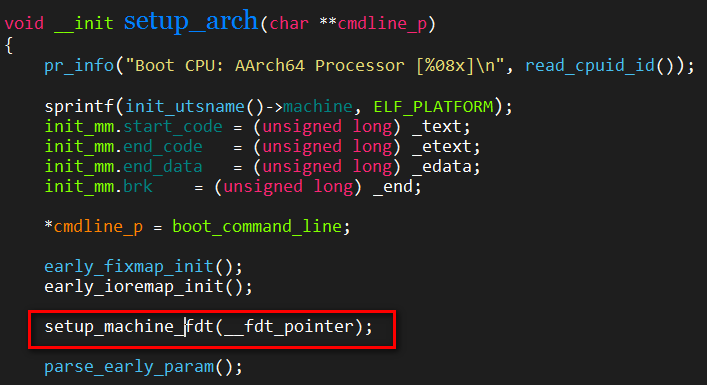 void __init setup_arch(char **cmdline_p)
{
pr_info("Boot CPU: AArch64 Processor [%08x]\n", read_cpuid_id());
sprintf(init_utsname()->machine, ELF_PLATFORM);
init_mm.start_code = (unsigned long) _text;
init_mm.end_code   = (unsigned long) _etext;
init_mm.end_data   = (unsigned long) _edata;
init_mm.brk    = (unsigned long) _end;
*cmdline_p = boot_command_line;
early_fixmap_init();
early_ioremap_init();
setup_machine_fdt(__fdt_pointer);
parse_early_param();